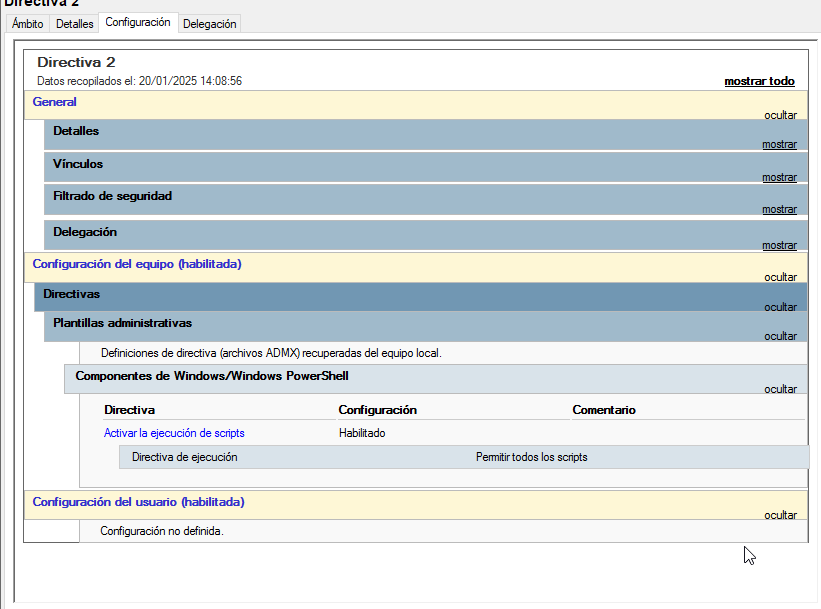 Directiva 2
Ámbito Detalles Configuración Delegación
Directiva 2
Datos recopilados el: 20/01/2025 14:08:56 mostrar todo
General
ocultar
Detalles
mostrar
Vínculos
mostrar
Filtrado de seguridad
mostrar
Delegación
mostrar
Configuración del equipo (habilitada)
ocultar
Directivas
ocultar
Plantillas administrativas
ocultar
Definiciones de directiva (archivos ADMX) recuperadas del equipo local.
Componentes de Windows/Windows PowerShell
ocultar
Directiva Configuración Comentario
Activar la ejecución de scripts Habilitado
Directiva de ejecución Permitir todos los scripts
Configuración del usuario (habilitada)
ocultar
Configuración no definida.